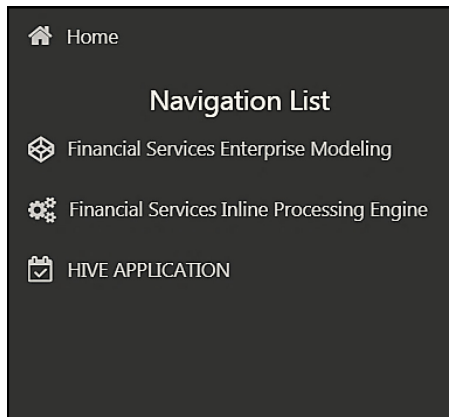 Home
Navigation List
Financial Services Enterprise Modeling
Financial Services Inline Processing Engine
HIVE APPLICATION